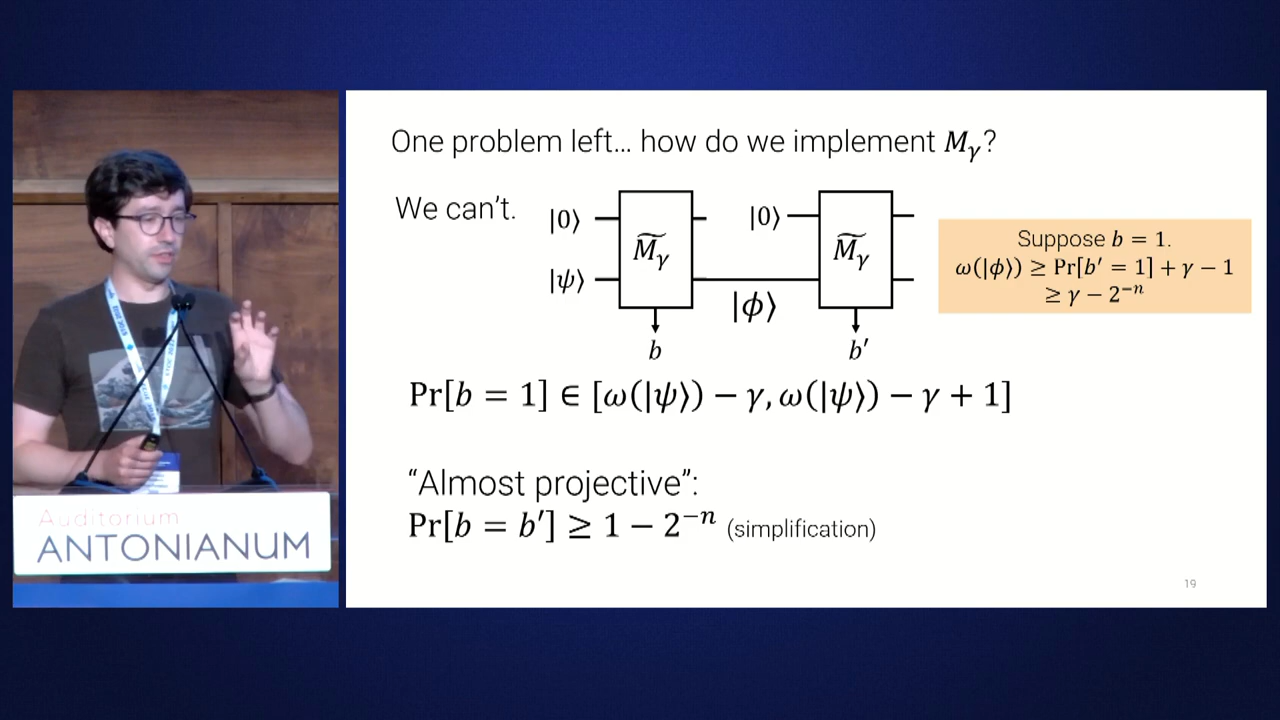 One problem left... how do we implement M_γ?
We can't.
|0⟩
|0⟩
M̃_γ
M̃_γ
|ψ⟩
|ϕ⟩
b
b′
Suppose b = 1.
ω(|ϕ⟩) ≥ Pr[b′ = 1] + γ − 1
≥ γ − 2^{−n}
Pr[b = 1] ∈ [ω(|ψ⟩) − γ, ω(|ψ⟩) − γ + 1]
“Almost projective”:
Pr[b = b′] ≥ 1 − 2^{−n} (simplification)
19
Auditorium
ANTONIANUM